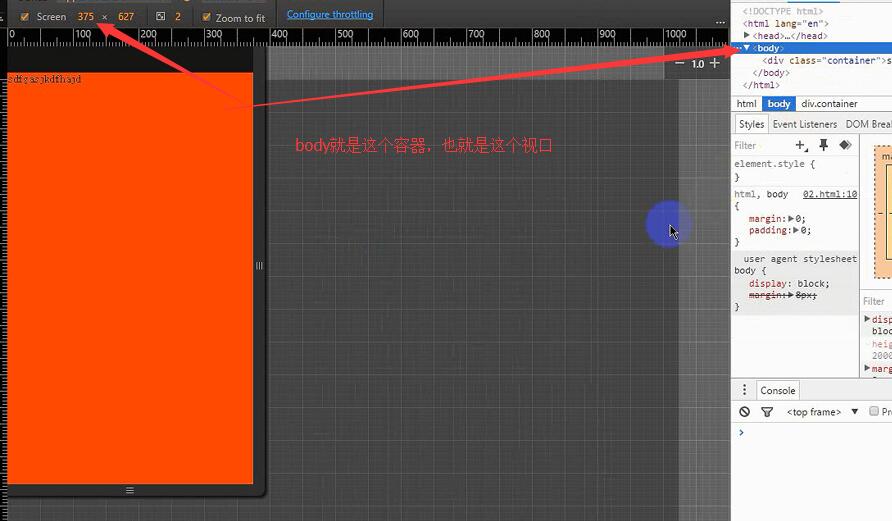 Screen 375 × 627 2 Zoom to fit Configure throttling ...
0 100 200 300 400 500 600 700 800 900 1000
− 1.0 +
sdfgasjkdfhajd
body就是这个容器，也就是这个视口
<!DOCTYPE html>
<html lang="en">
▶<head>…</head>
▼<body>
<div class="container">s
</body>
</html>
html body div.container
Styles Event Listeners DOM Brea
Filter
element.style {
}
html, body 02.html:10
{
margin:▶0;
padding:▶0;
}
user agent stylesheet
body {
display: block;
margin:▶8px;
}
ma
Filter
▶disp
bloc
heig
2000
▶marg
Console
<top frame> ▼ Pr
>